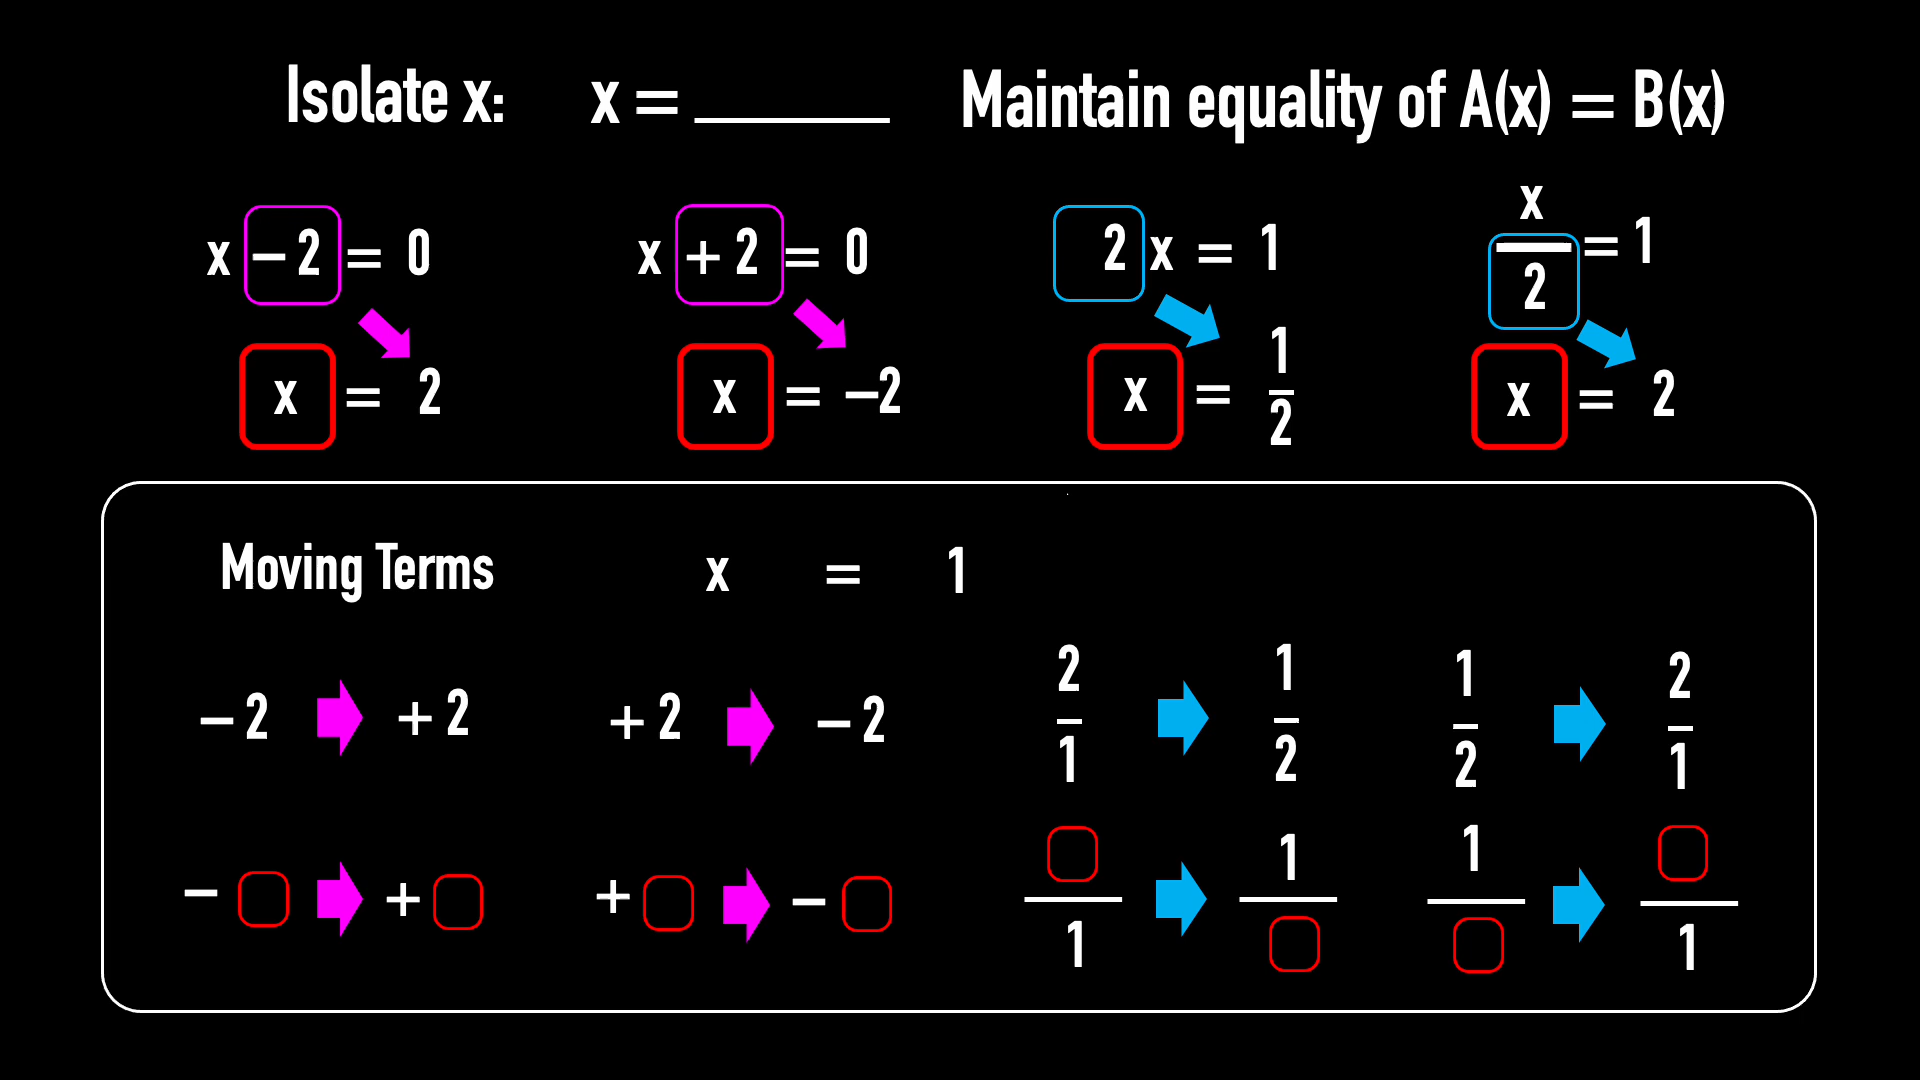 Isolate x: x = ______ Maintain equality of A(x) = B(x)
x – 2 = 0 x + 2 = 0 2 x = 1 x/2 = 1
x = 2 x = –2 x = 1/2 x = 2
Moving Terms x = 1
– 2 + 2 + 2 – 2 2/1 1/2 1/2 2/1
– □ + □ + □ – □ □/1 1/□ 1/□ □/1